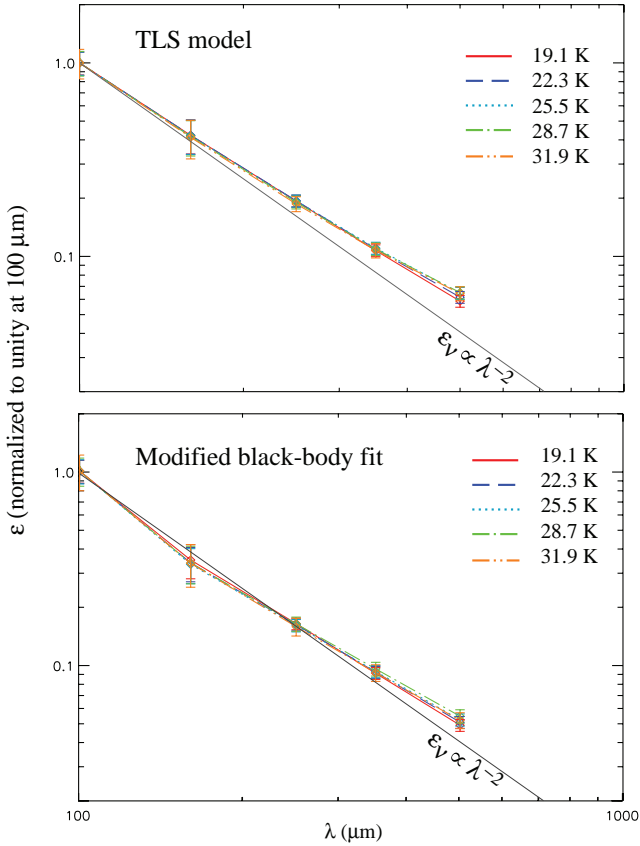 TLS model
19.1 K
22.3 K
25.5 K
28.7 K
31.9 K
1.0
0.1
εν ∝ λ−2
ε (normalized to unity at 100 μm)
Modified black-body fit
19.1 K
22.3 K
25.5 K
28.7 K
31.9 K
1.0
0.1
εν ∝ λ−2
100
1000
λ (μm)